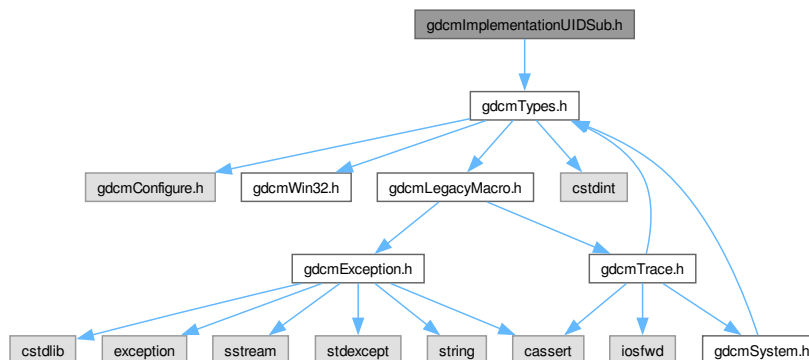 gdcmImplementationUIDSub.h
gdcmTypes.h
gdcmConfigure.h
gdcmWin32.h
gdcmLegacyMacro.h
cstdint
gdcmException.h
gdcmTrace.h
cstdlib
exception
sstream
stdexcept
string
cassert
iosfwd
gdcmSystem.h